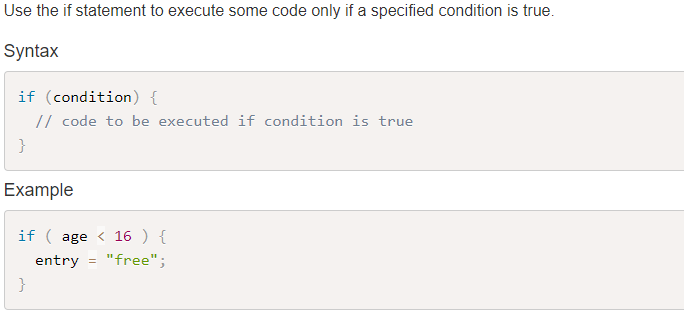 Use the if statement to execute some code only if a specified condition is true.
Syntax
if (condition) {
  // code to be executed if condition is true
}
Example
if ( age < 16 ) {
  entry = "free";
}